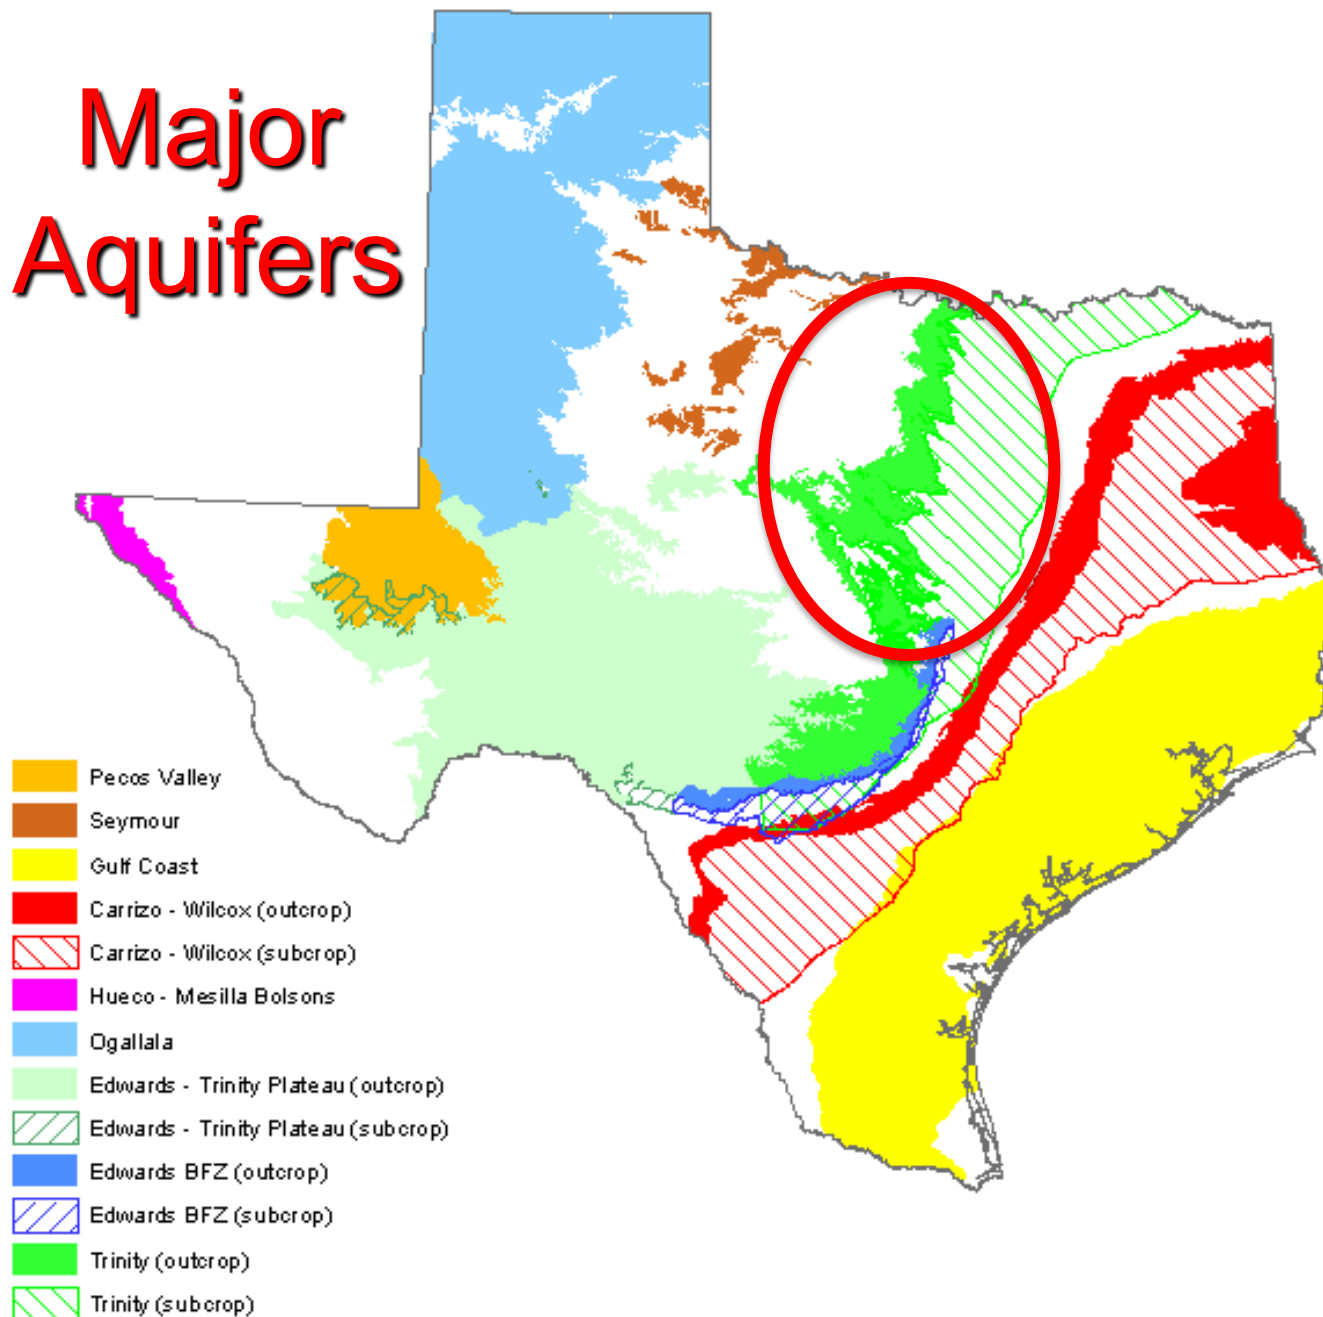 Major
Aquifers
Pecos Valley
Seymour
Gulf Coast
Carrizo - Wilcox (outcrop)
Carrizo - Wilcox (subcrop)
Hueco - Mesilla Bolsons
Ogallala
Edwards - Trinity Plateau (outcrop)
Edwards - Trinity Plateau (subcrop)
Edwards BFZ (outcrop)
Edwards BFZ (subcrop)
Trinity (outcrop)
Trinity (subcrop)